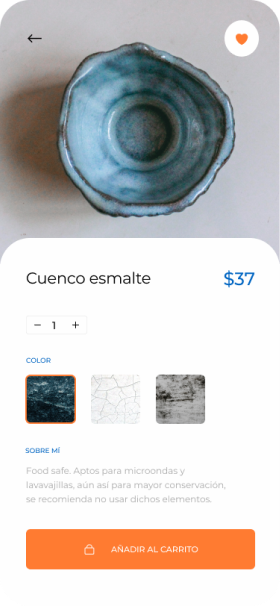 Cuenco esmalte
$37
− 1 +
COLOR
SOBRE MÍ
Food safe. Aptos para microondas y
lavavajillas, aún así para mayor conservación,
se recomienda no usar dichos elementos.
AÑADIR AL CARRITO